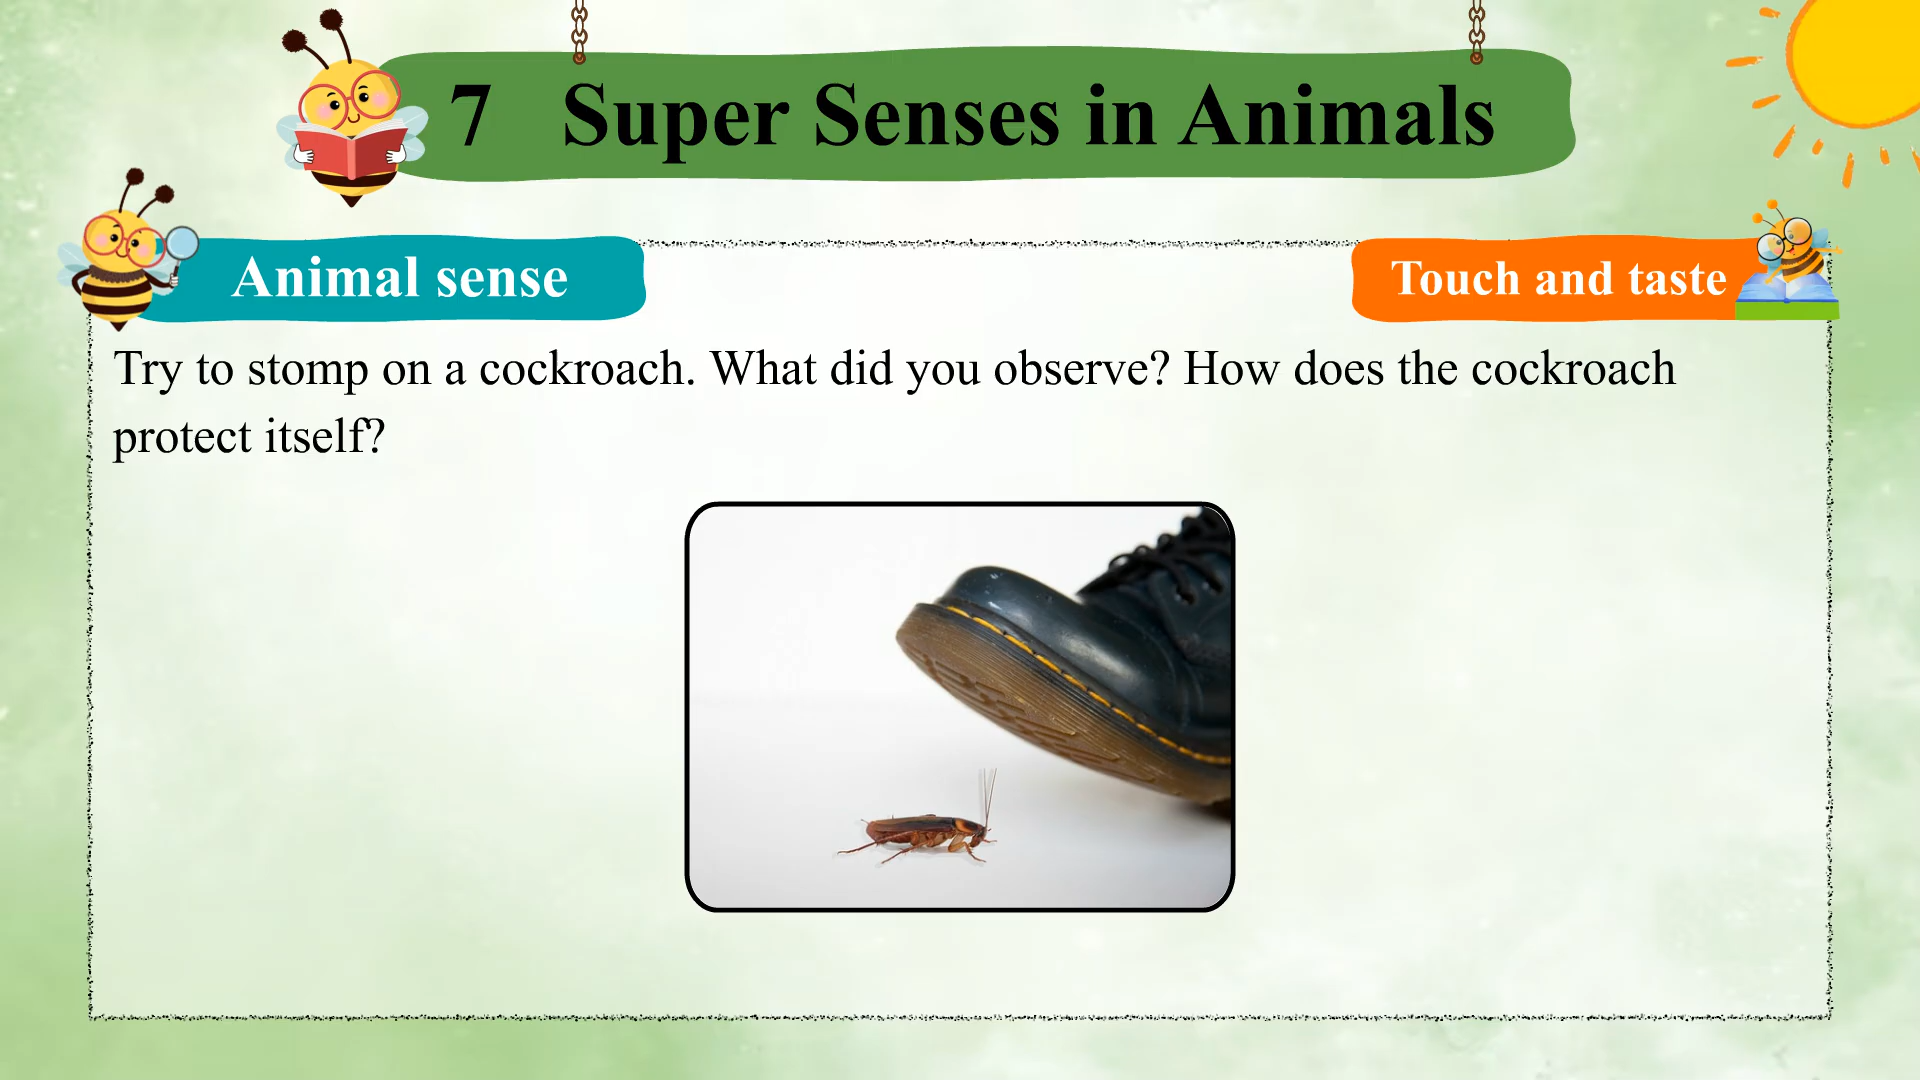 7 Super Senses in Animals
Animal sense
Touch and taste
Try to stomp on a cockroach. What did you observe? How does the cockroach
protect itself?